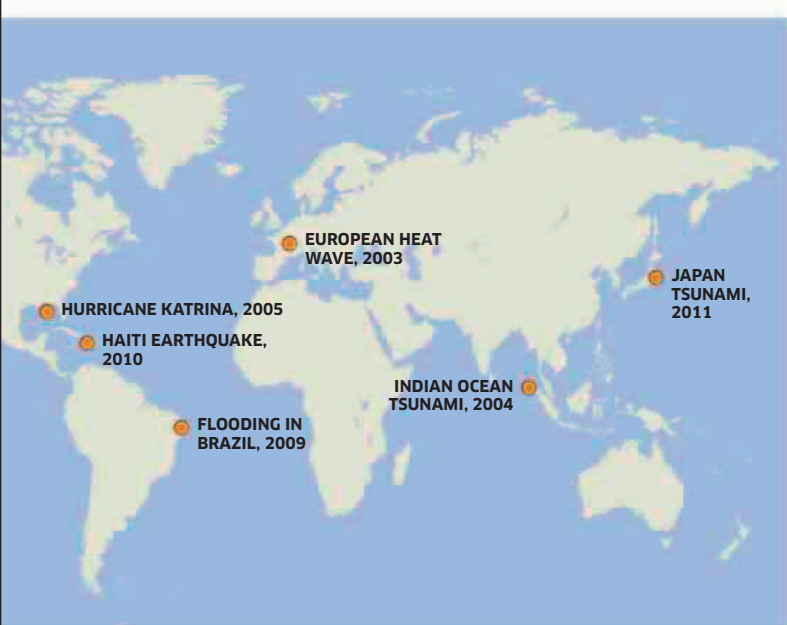 EUROPEAN HEAT
WAVE, 2003
JAPAN
TSUNAMI,
2011
HURRICANE KATRINA, 2005
HAITI EARTHQUAKE,
2010
INDIAN OCEAN
TSUNAMI, 2004
FLOODING IN
BRAZIL, 2009